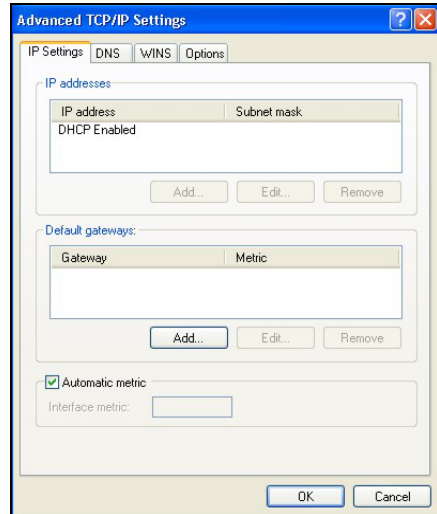 Advanced TCP/IP Settings
IP Settings DNS WINS Options
IP addresses
IP address Subnet mask
DHCP Enabled
Add... Edit... Remove
Default gateways:
Gateway Metric
Add... Edit... Remove
Automatic metric
Interface metric:
OK Cancel